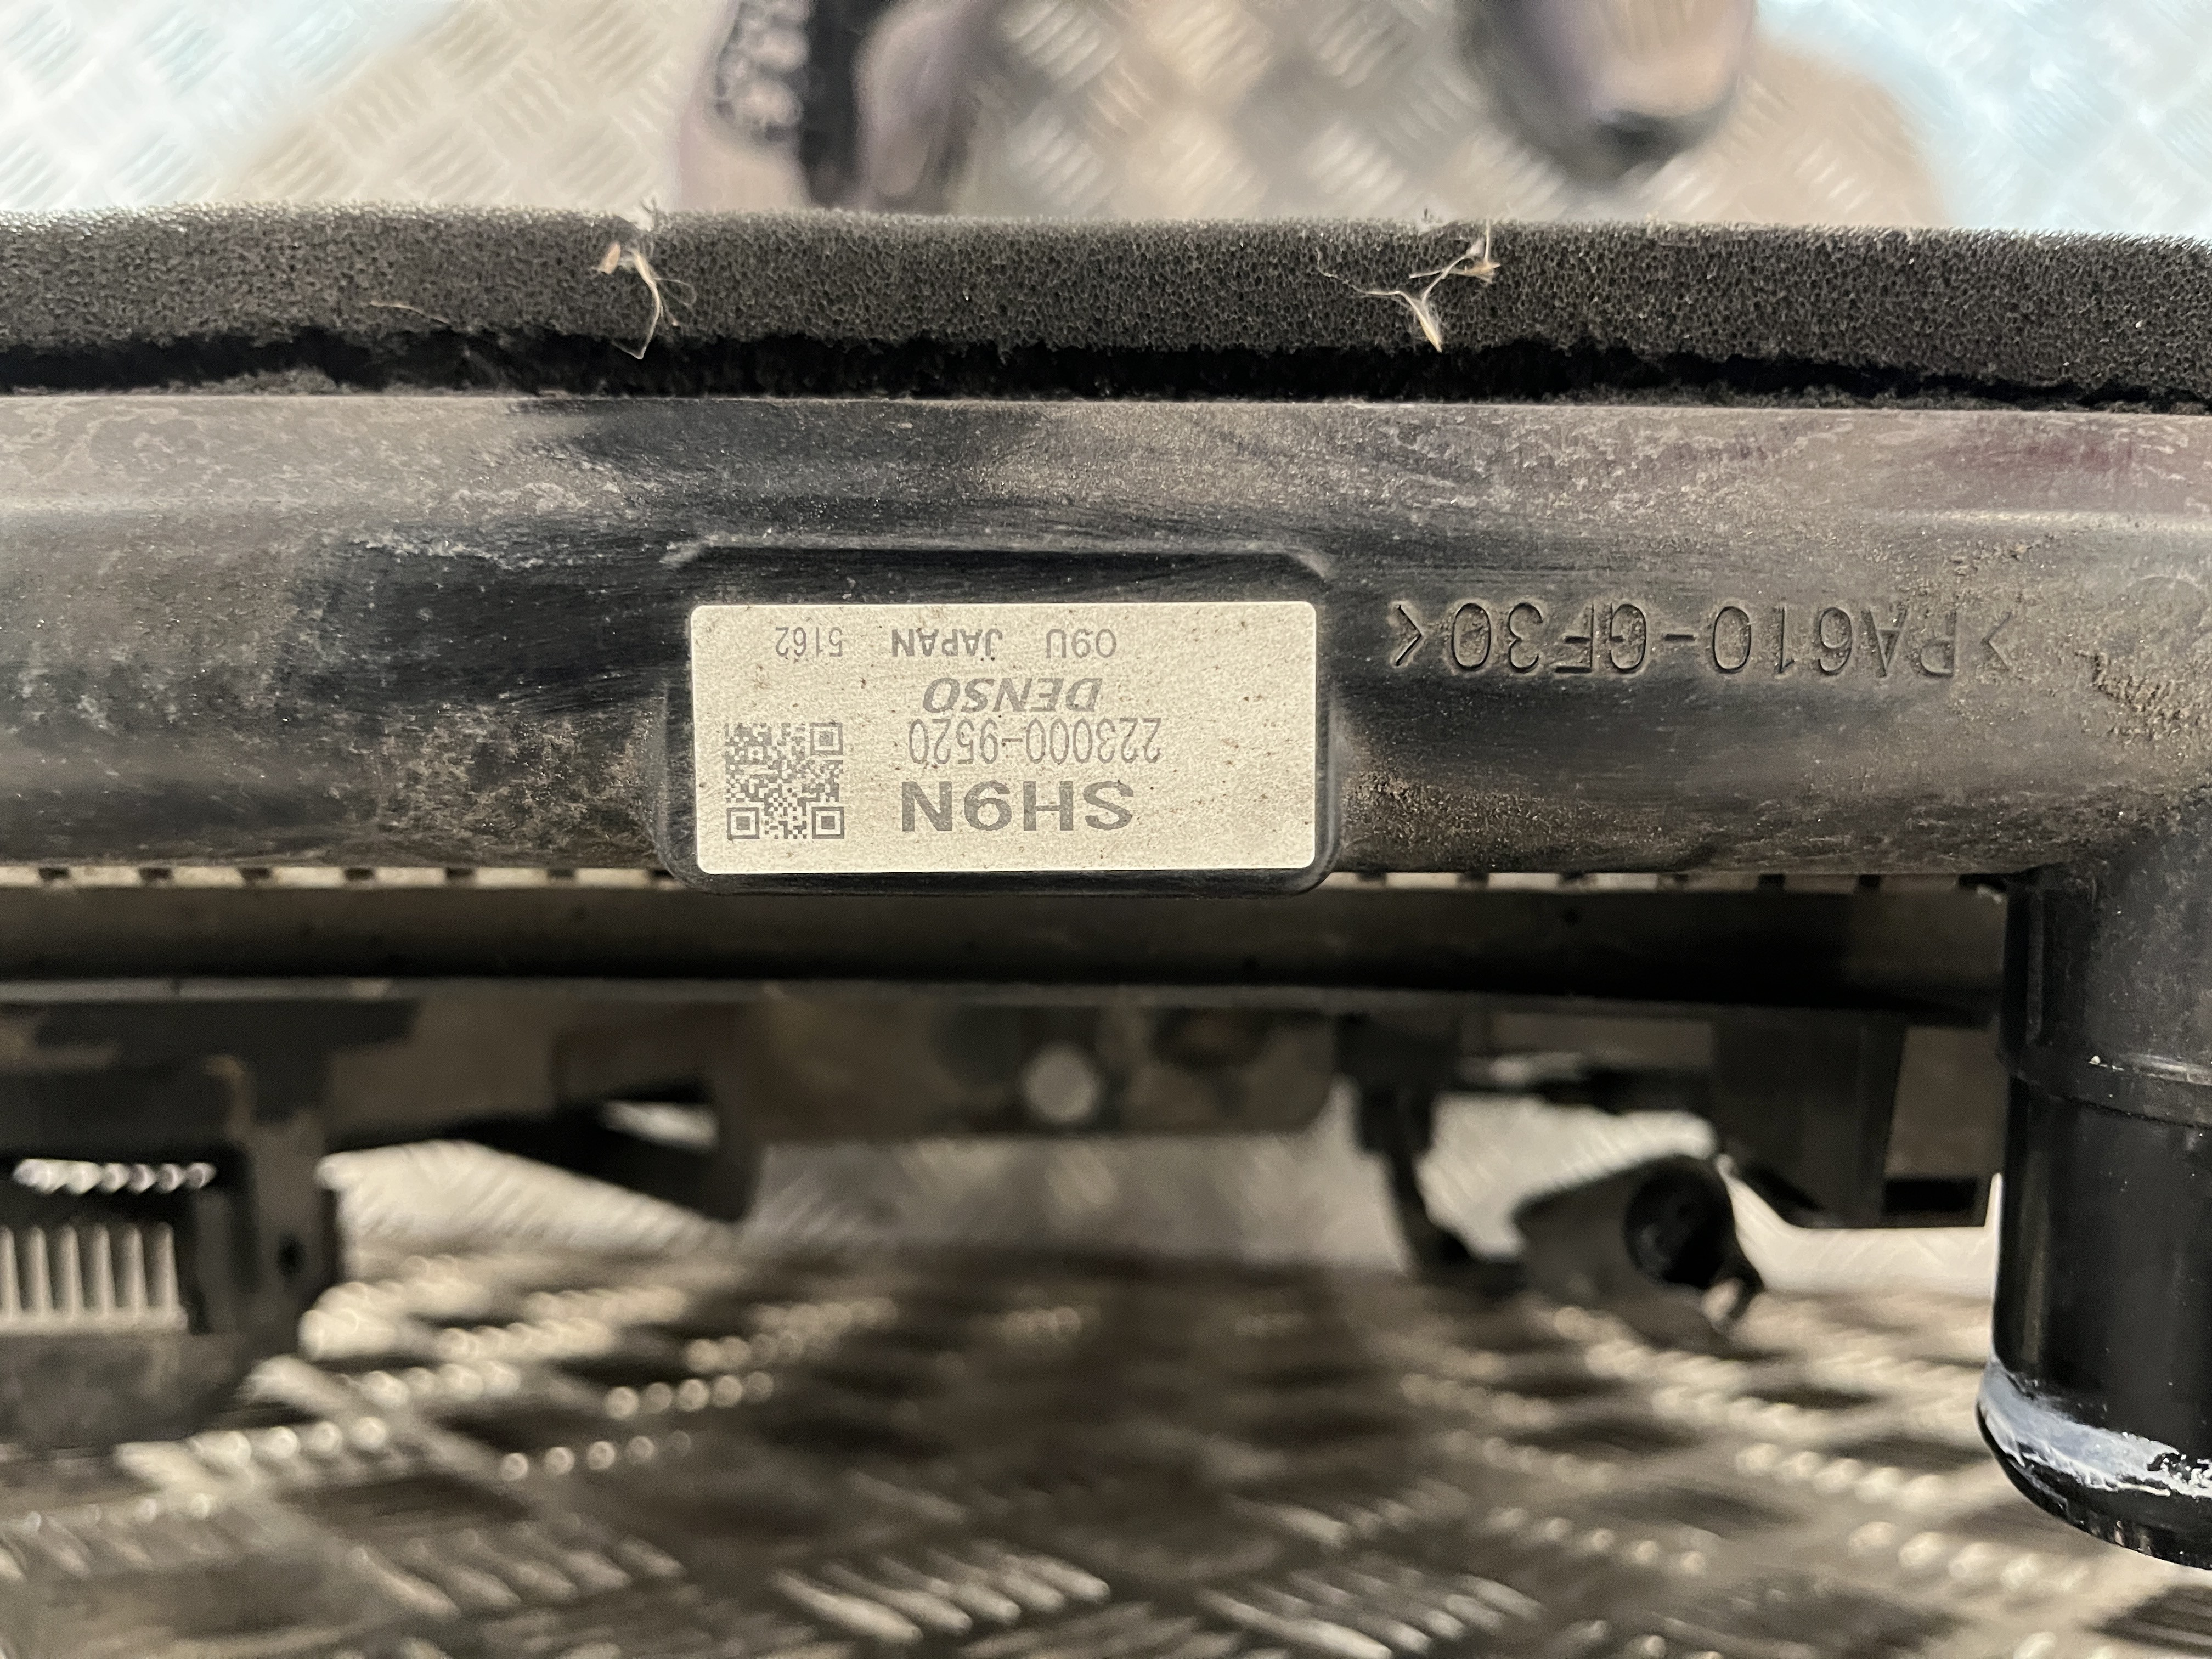 SH9N
223000-9520
DENSO
09U JAPAN 5162
>PA610-GF30<